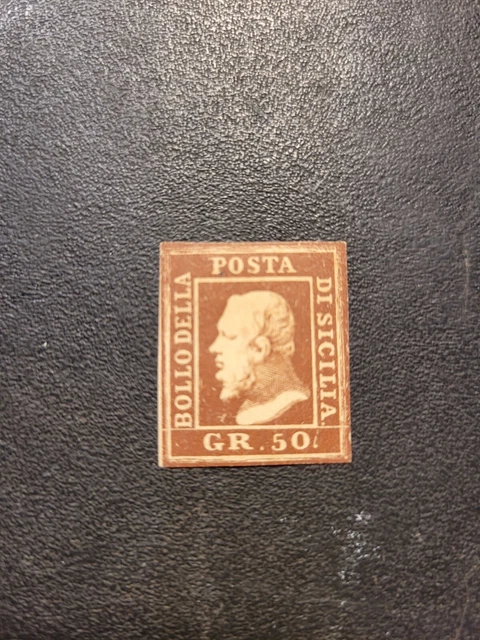 POSTA
BOLLO DELLA
DI SICILIA.
GR. 50